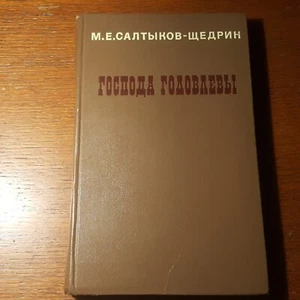 М.Е.САЛТЫКОВ-ЩЕДРИН
ГОСПОДА ГОЛОВЛЕВЫ